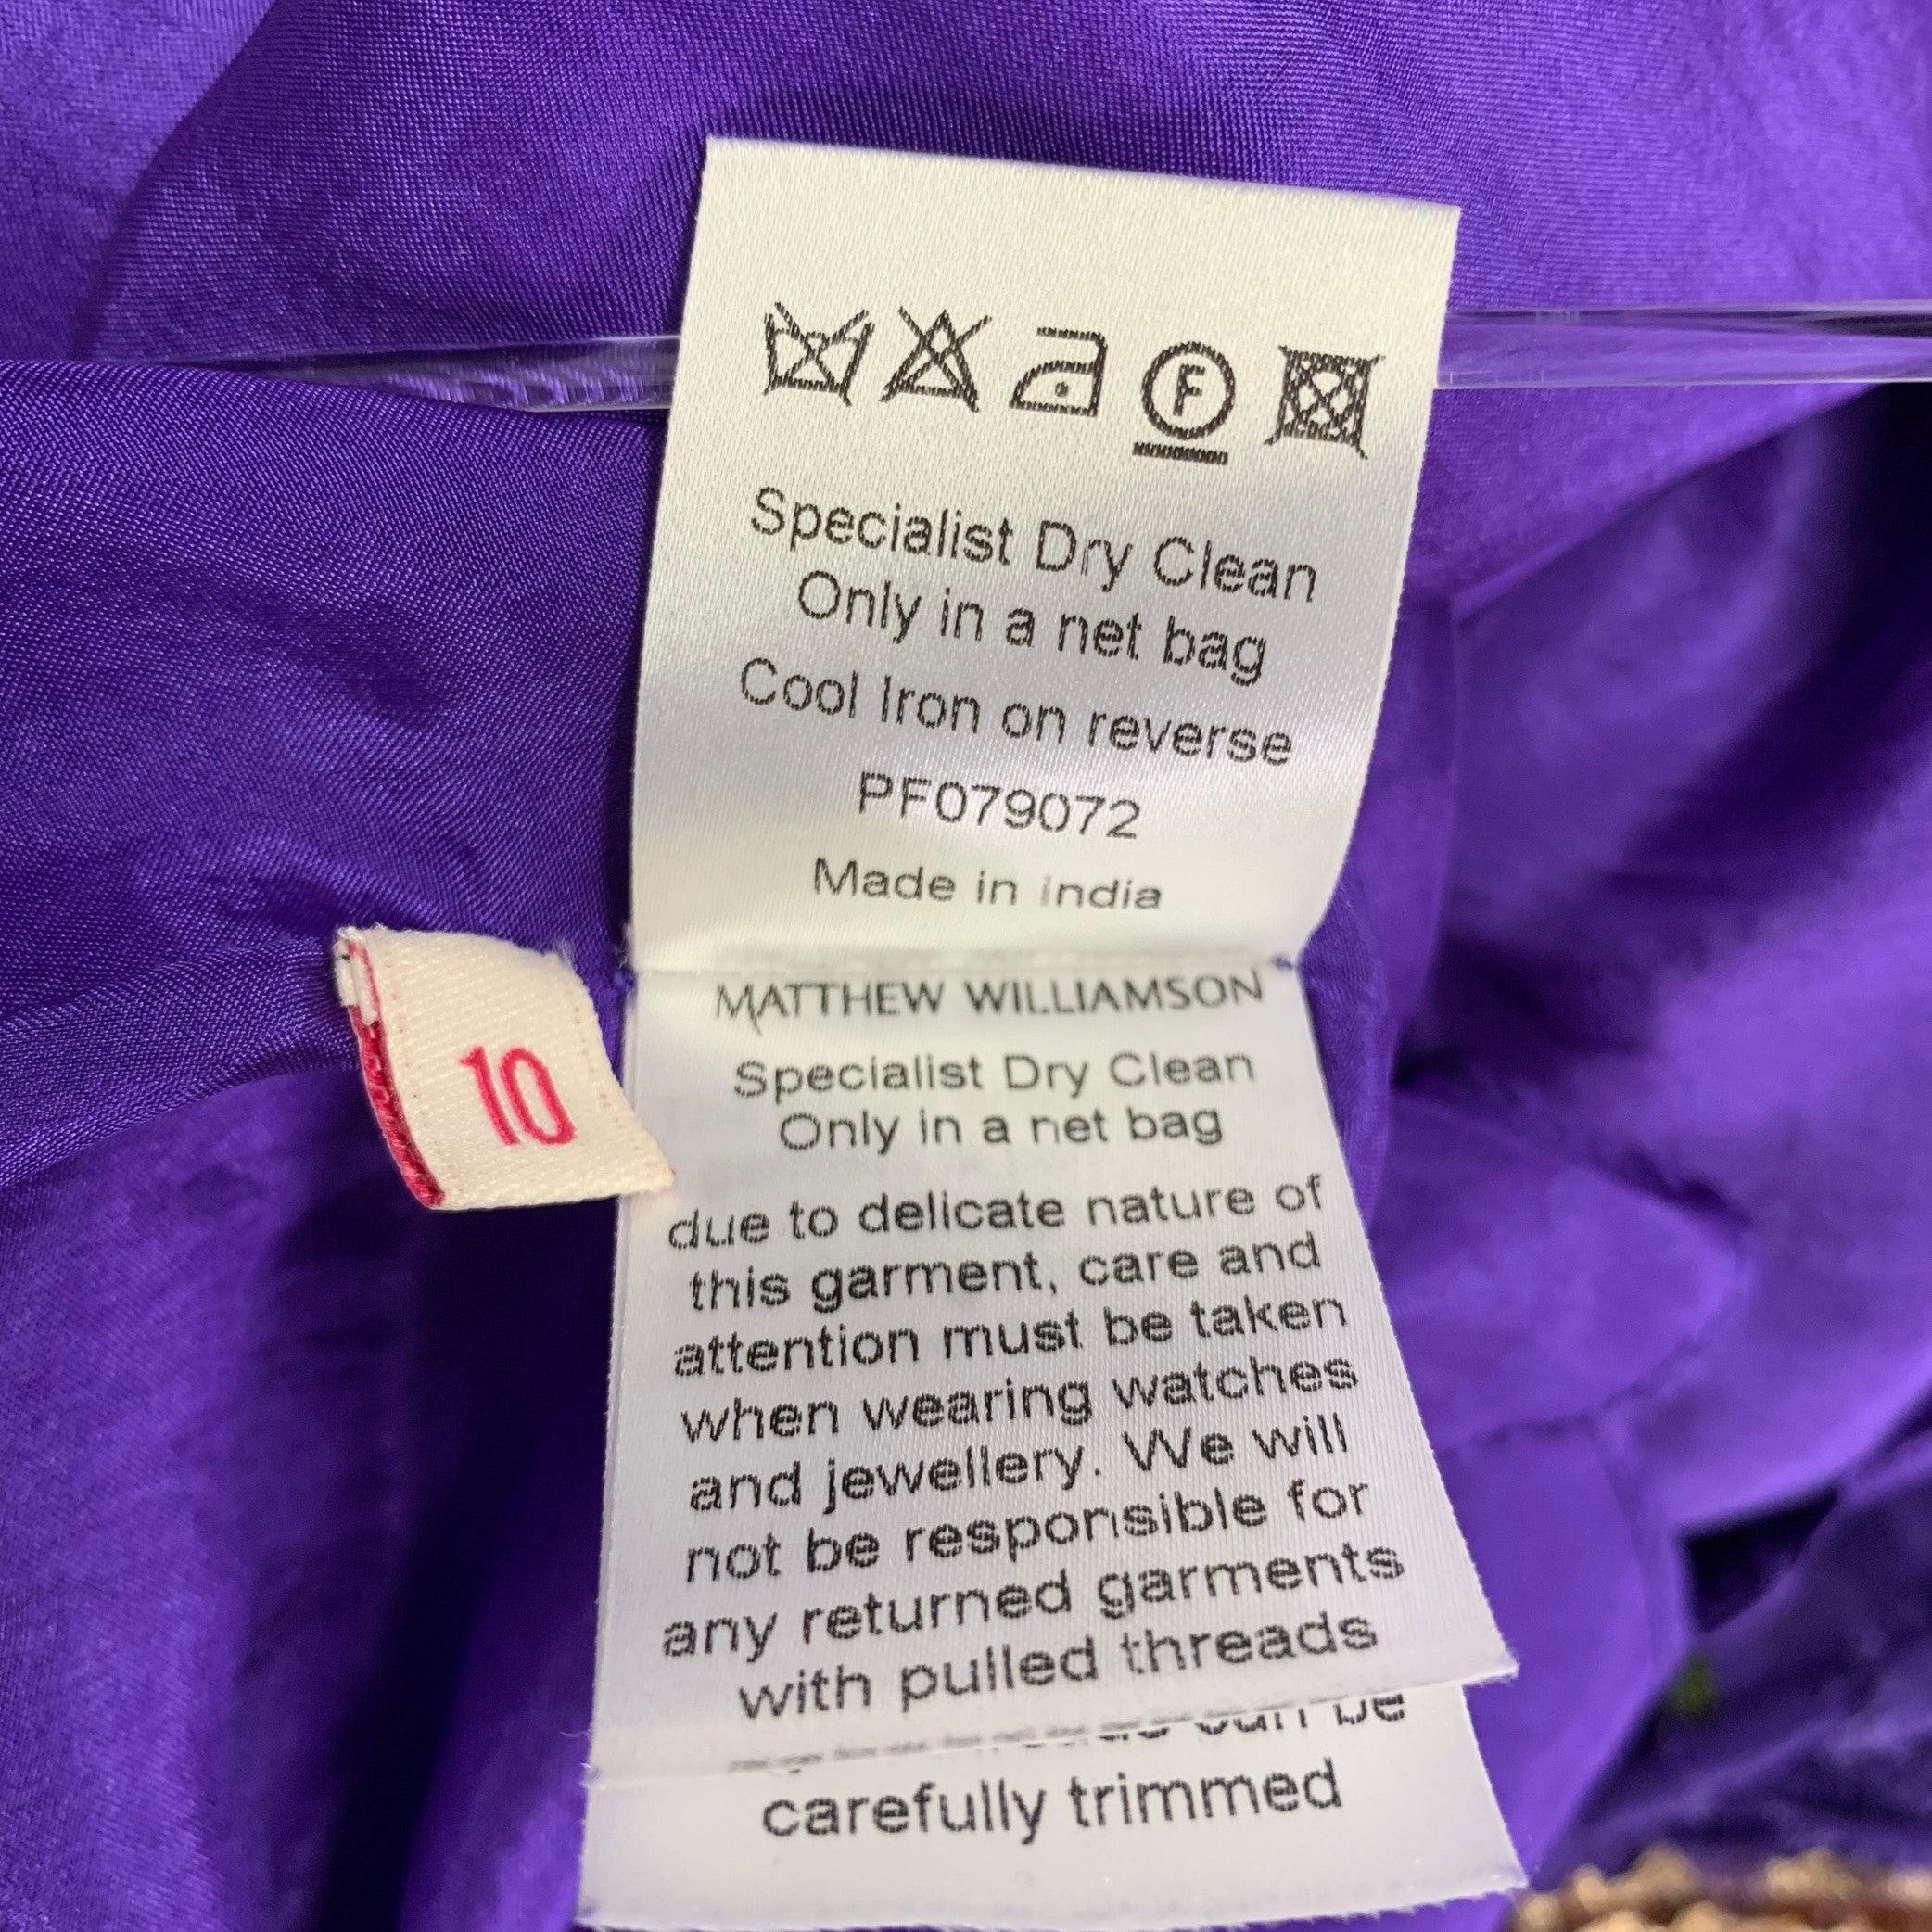 F
Specialist Dry Clean
Only in a net bag
Cool Iron on reverse
PF079072
Made in India
10
MATTHEW WILLIAMSON
Specialist Dry Clean
Only in a net bag
due to delicate nature of
this garment, care and
attention must be taken
when wearing watches
and jewellery. We will
not be responsible for
any returned garments
with pulled threads
can be
carefully trimmed